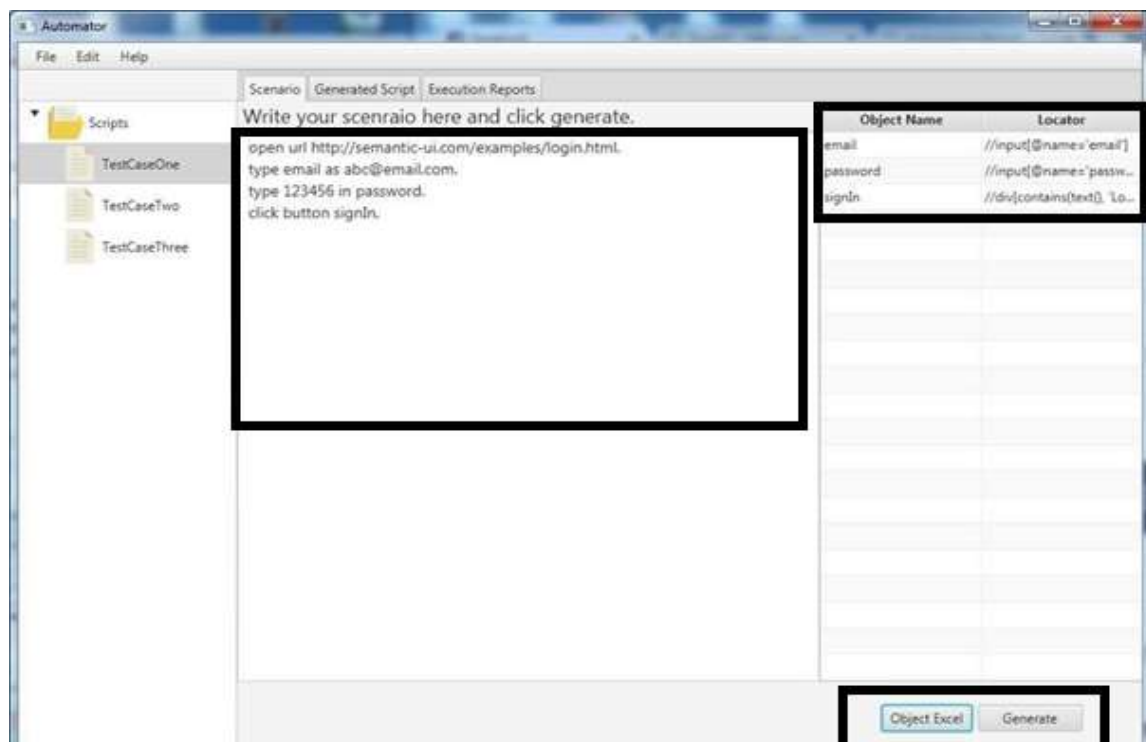 Automator
File Edit Help
Scenario Generated Script Execution Reports
Scripts
TestCaseOne
TestCaseTwo
TestCaseThree
Write your scenraio here and click generate.
open url http://semantic-ui.com/examples/login.html.
type email as abc@email.com.
type 123456 in password.
click button signIn.
Object Name Locator
email //input[@name='email']
password //input[@name='passw...
signIn //div[contains(text(), 'Lo...
Object Excel Generate